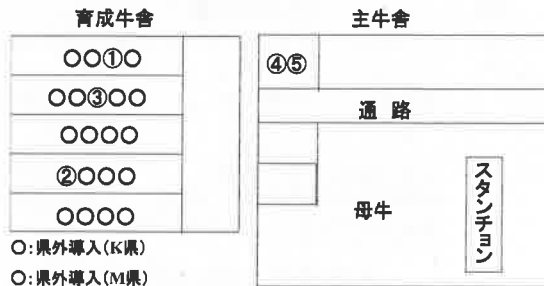 育成牛舎
○○①○
○○③○○
○○○○
②○○○
○○○○
○:県外導入(K県)
○:県外導入(M県)
主牛舎
④⑤
通路
母牛
スタンチョン